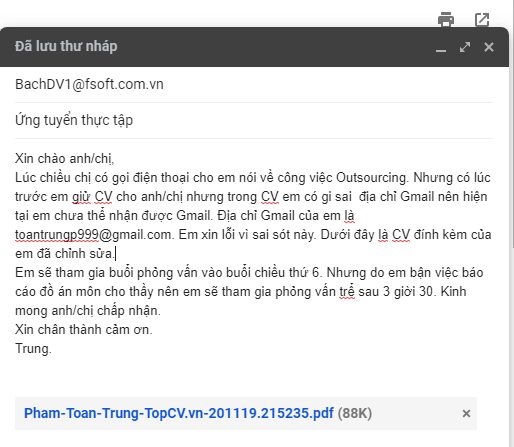 Đã lưu thư nháp
BachDV1@fsoft.com.vn
Ứng tuyển thực tập
Xin chào anh/chị,
Lúc chiều chị có gọi điện thoại cho em nói về công việc Outsourcing. Nhưng có lúc
trước em giử CV cho anh/chị nhưng trong CV em có gi sai địa chỉ Gmail nên hiện
tại em chưa thể nhận được Gmail. Địa chỉ Gmail của em là
toantrungp999@gmail.com. Em xin lỗi vì sai sót này. Dưới đây là CV đính kèm của
em đã chỉnh sửa.
Em sẽ tham gia buổi phỏng vấn vào buổi chiều thứ 6. Nhưng do em bận việc báo
cáo đồ án môn cho thầy nên em sẽ tham gia phỏng vấn trể sau 3 giời 30. Kinh
mong anh/chị chấp nhận.
Xin chân thành cảm ơn.
Trung.
Pham-Toan-Trung-TopCV.vn-201119.215235.pdf (88K)